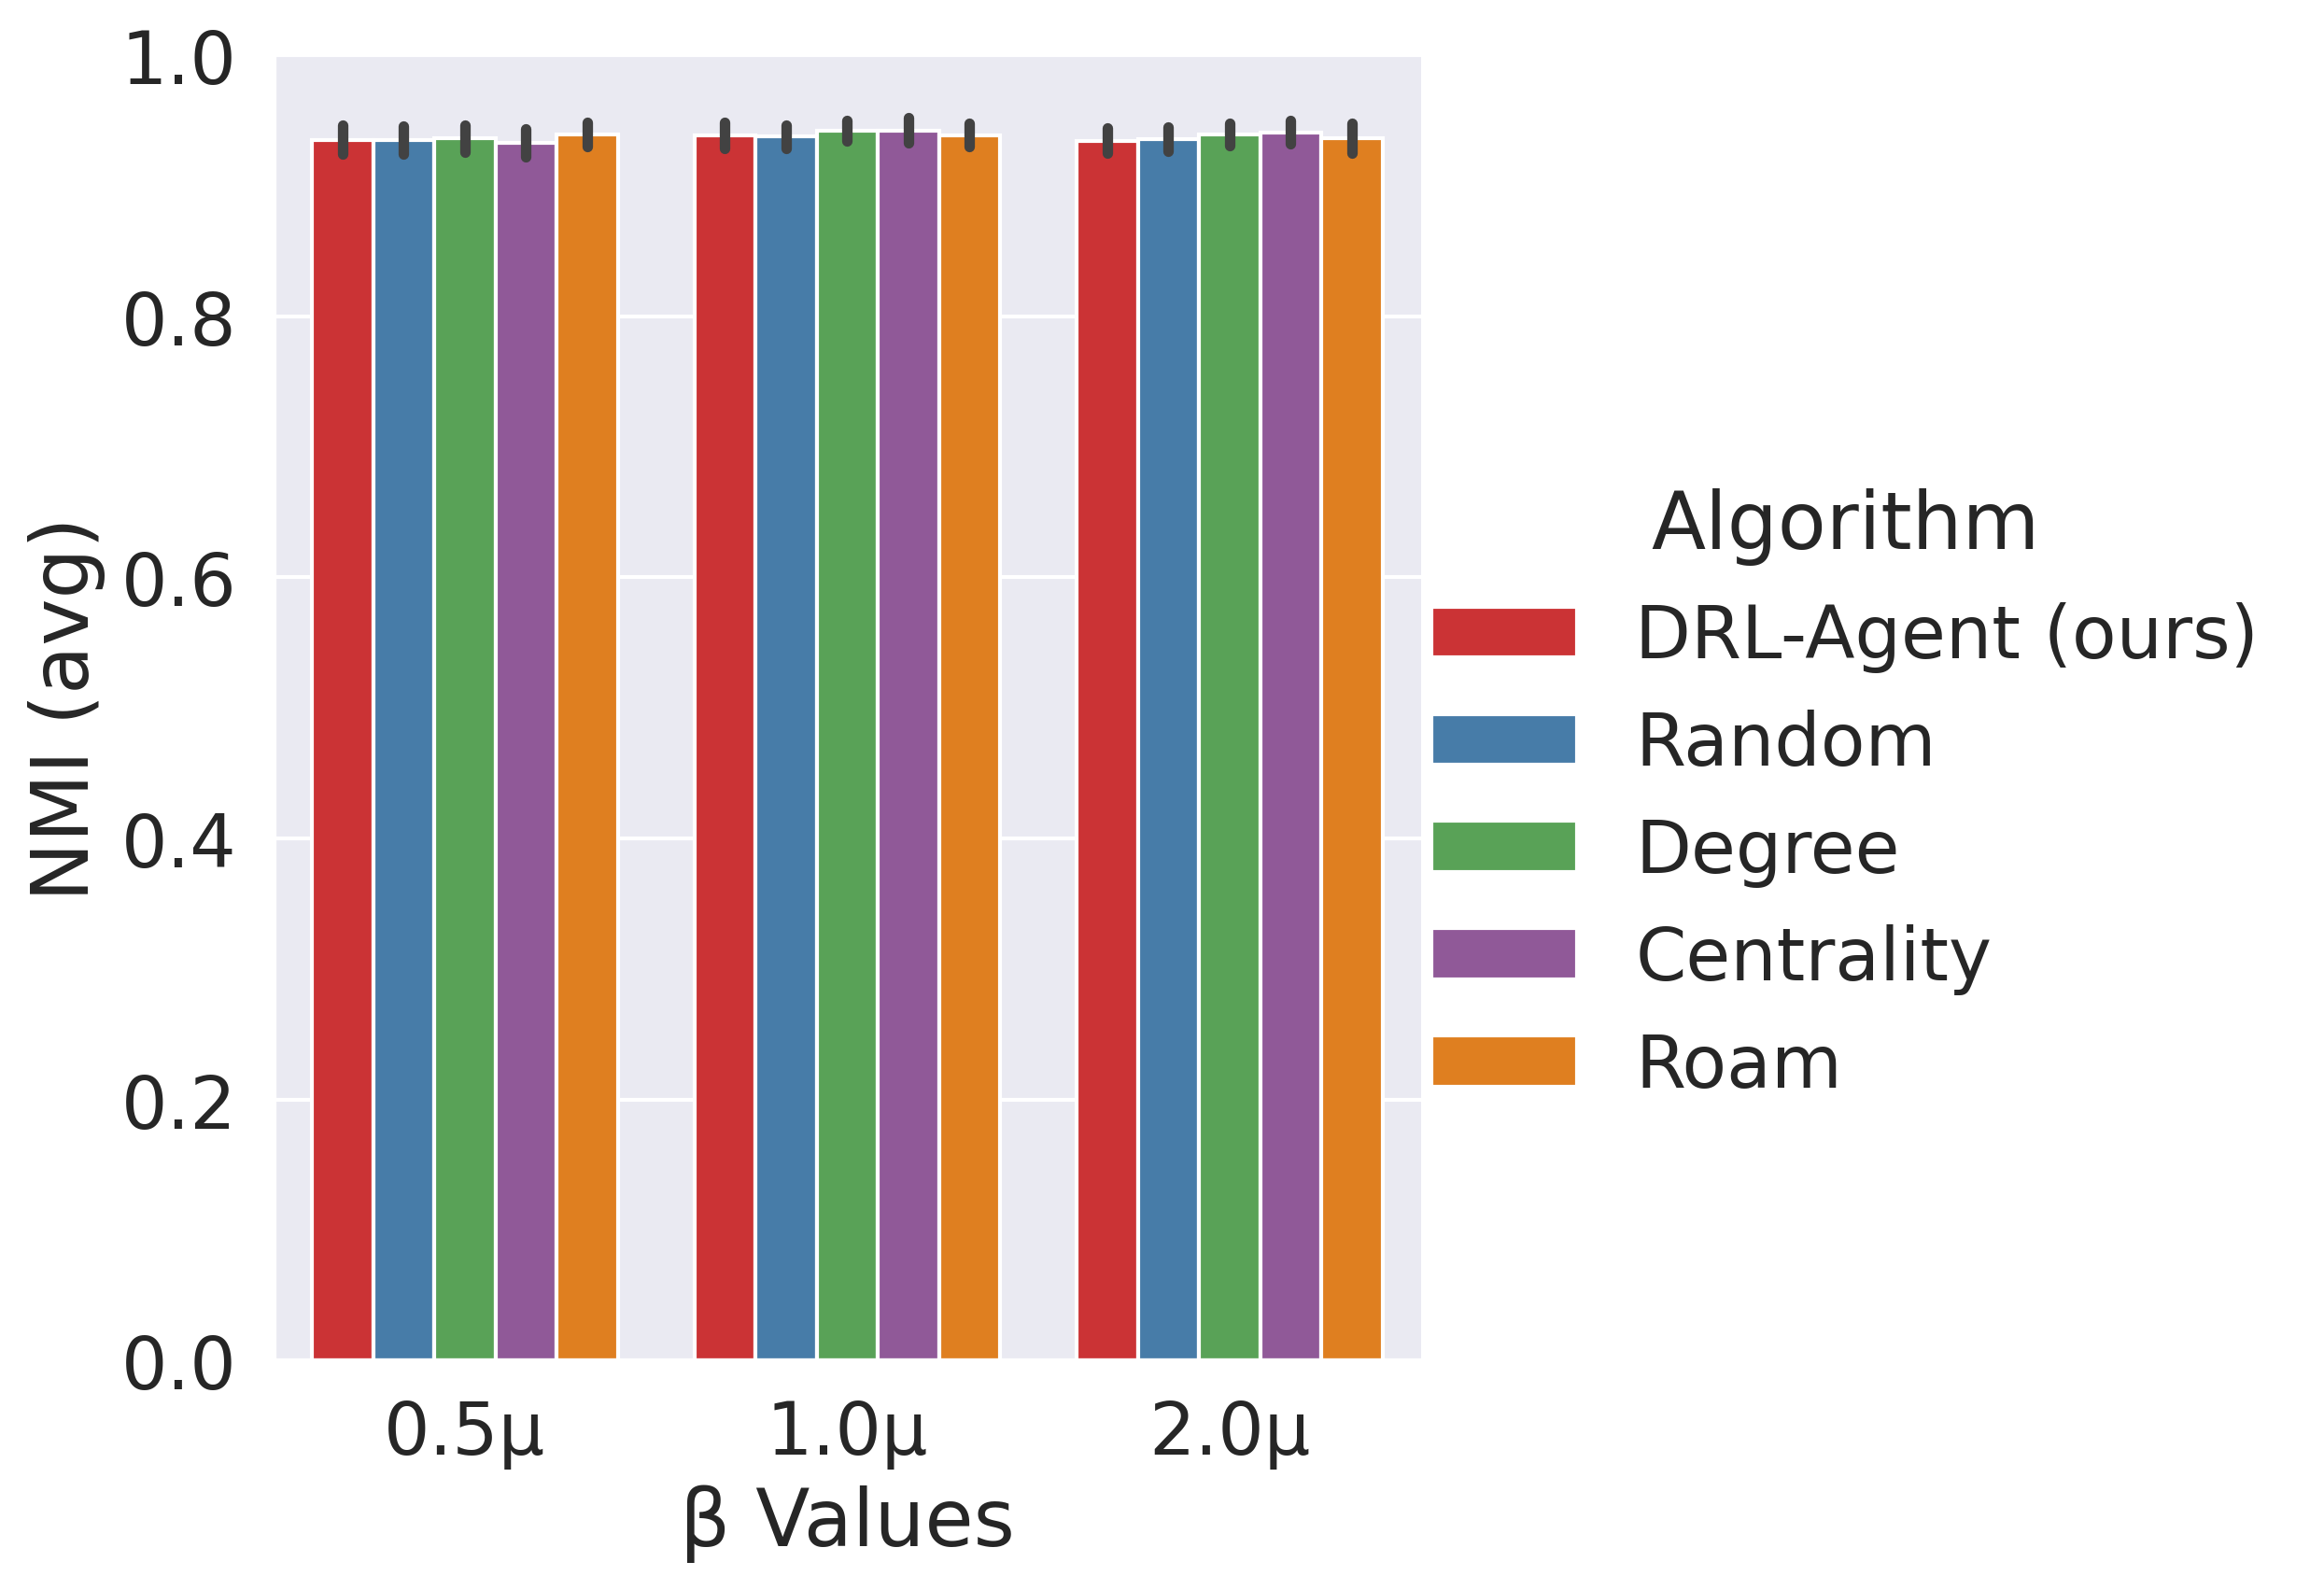 1.0
0.8
0.6
0.4
0.2
0.0
NMI (avg)
0.5μ 1.0μ 2.0μ
β Values
Algorithm
DRL-Agent (ours)
Random
Degree
Centrality
Roam